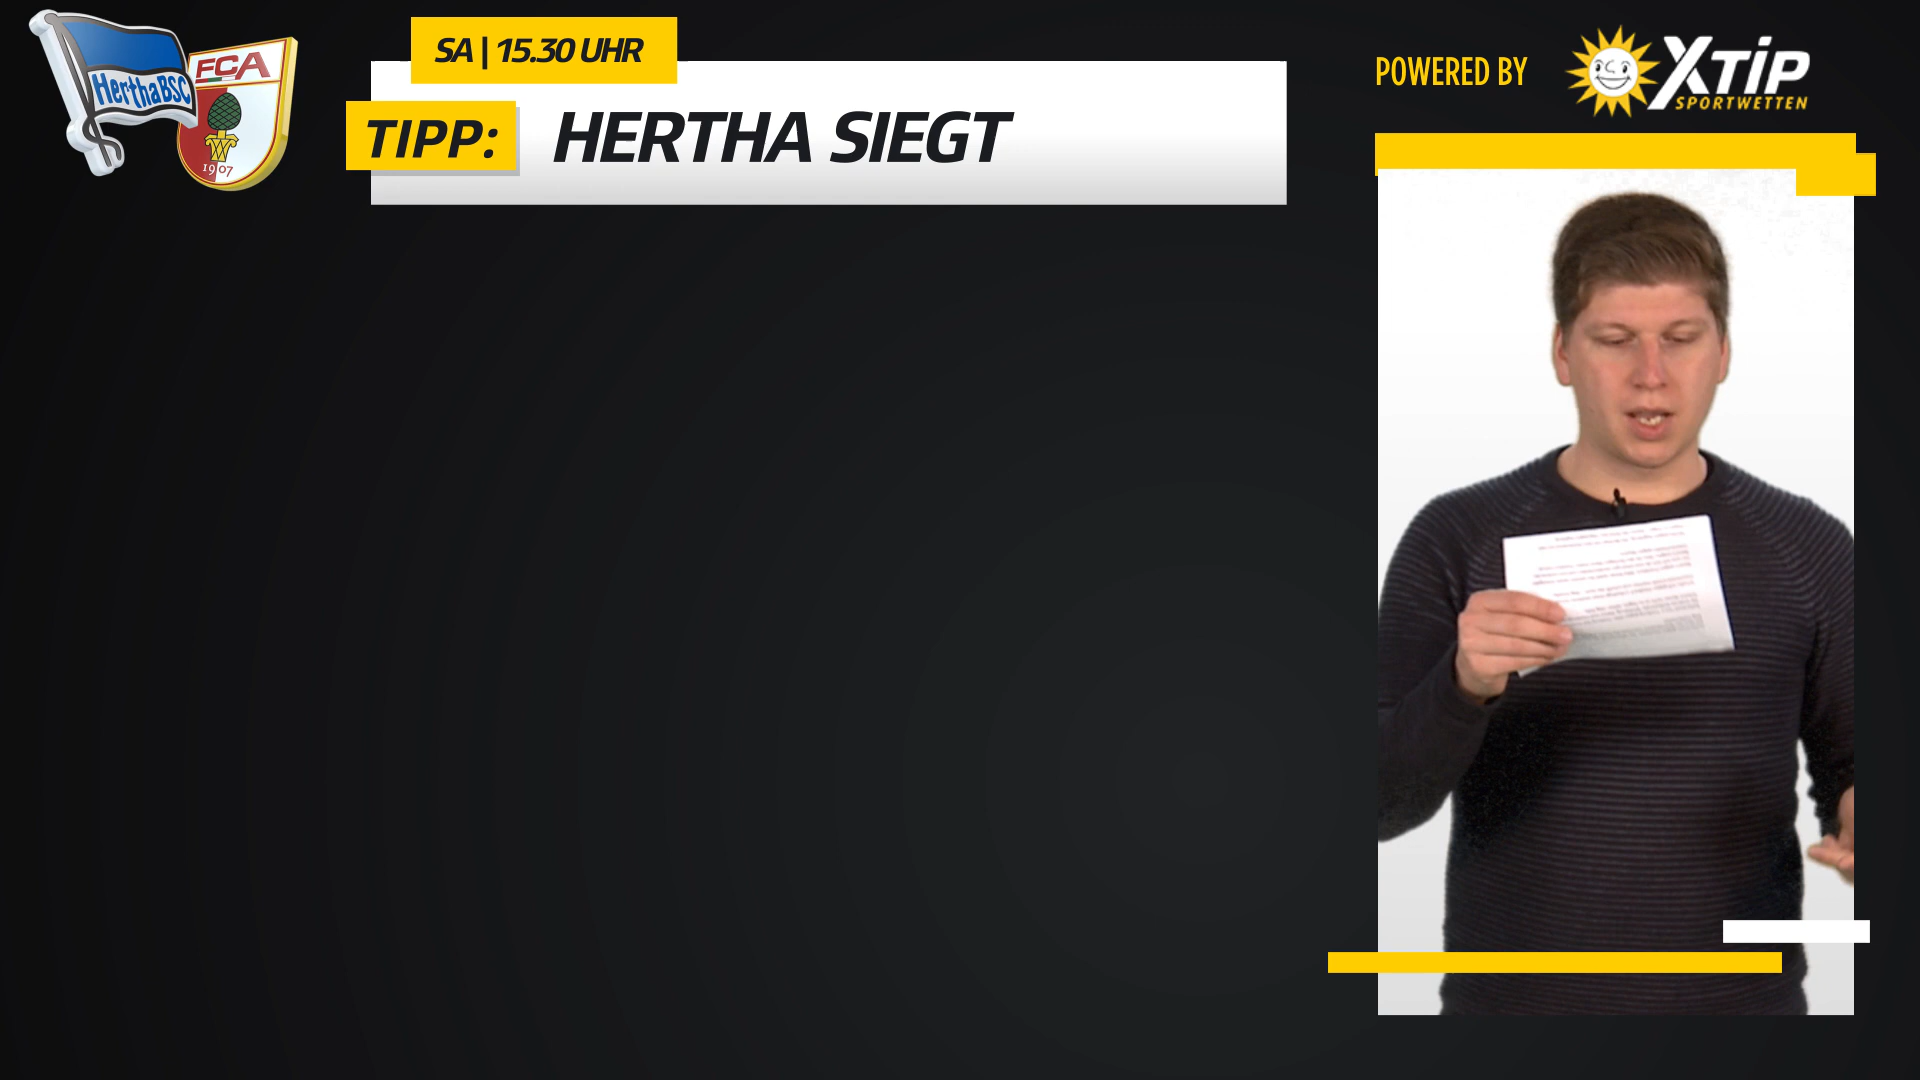 HerthaBSC
FCA
1907
SA | 15.30 UHR
TIPP: HERTHA SIEGT
POWERED BY XTiP
SPORTWETTEN